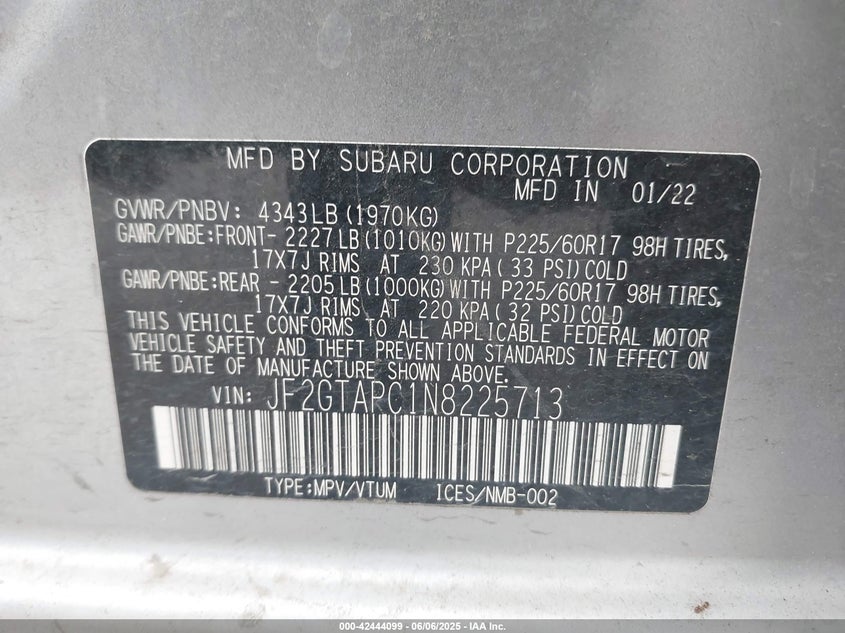 MFD BY SUBARU CORPORATION
MFD IN 01/22
GVWR/PNBV: 4343LB (1970KG)
GAWR/PNBE:FRONT- 2227LB (1010KG) WITH P225/60R17 98H TIRES,
17X7J RIMS AT 230 KPA ( 33 PSI) COLD
GAWR/PNBE:REAR - 2205LB (1000KG) WITH P225/60R17 98H TIRES,
17X7J RIMS AT 220 KPA ( 32 PSI) COLD
THIS VEHICLE CONFORMS TO ALL APPLICABLE FEDERAL MOTOR
VEHICLE SAFETY AND THEFT PREVENTION STANDARDS IN EFFECT ON
THE DATE OF MANUFACTURE SHOWN ABOVE.
VIN: JF2GTAPC1N8225713
TYPE:MPV/VTUM ICES/NMB-002
000-42444099 | 06/06/2025 - IAA Inc.